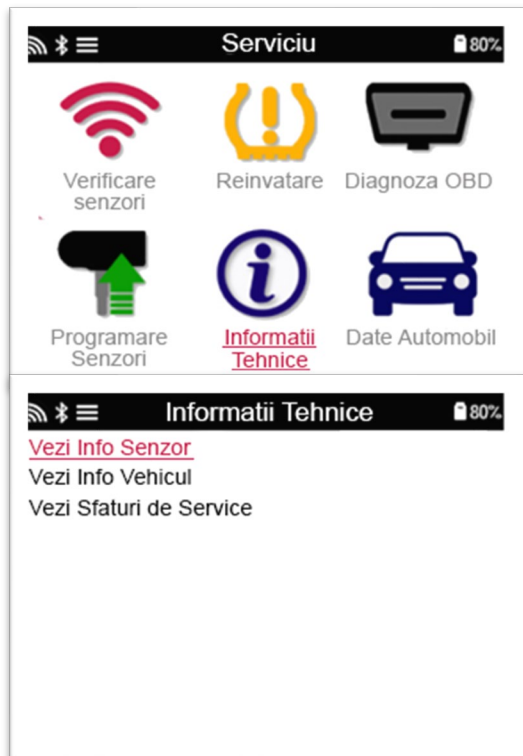 Serviciu
80%
Verificare
senzori
Reinvatare
Diagnoza OBD
Programare
Senzori
Informatii
Tehnice
Date Automobil
Informatii Tehnice
80%
Vezi Info Senzor
Vezi Info Vehicul
Vezi Sfaturi de Service